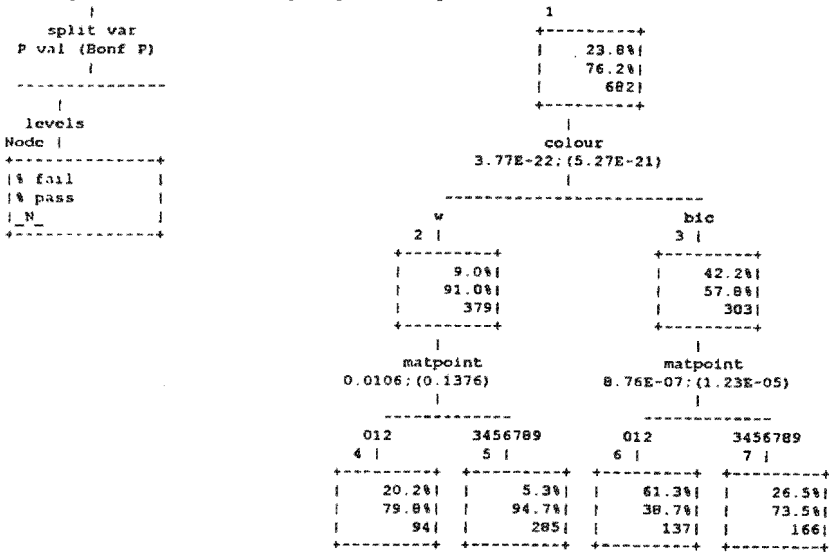 split var
P val (Bonf P)
levels
Node |
|% fail |
|% pass |
|_N_ |
1
23.8%|
76.2%|
682|
colour
3.77E-22;(5.27E-21)
w
bic
2 |
3 |
9.0%|
91.0%|
379|
42.2%|
57.8%|
303|
matpoint
0.0106;(0.1376)
matpoint
8.76E-07;(1.23E-05)
012
3456789
012
3456789
4 |
5 |
6 |
7 |
20.2%|
79.8%|
94|
5.3%|
94.7%|
285|
61.3%|
38.7%|
137|
26.5%|
73.5%|
166|